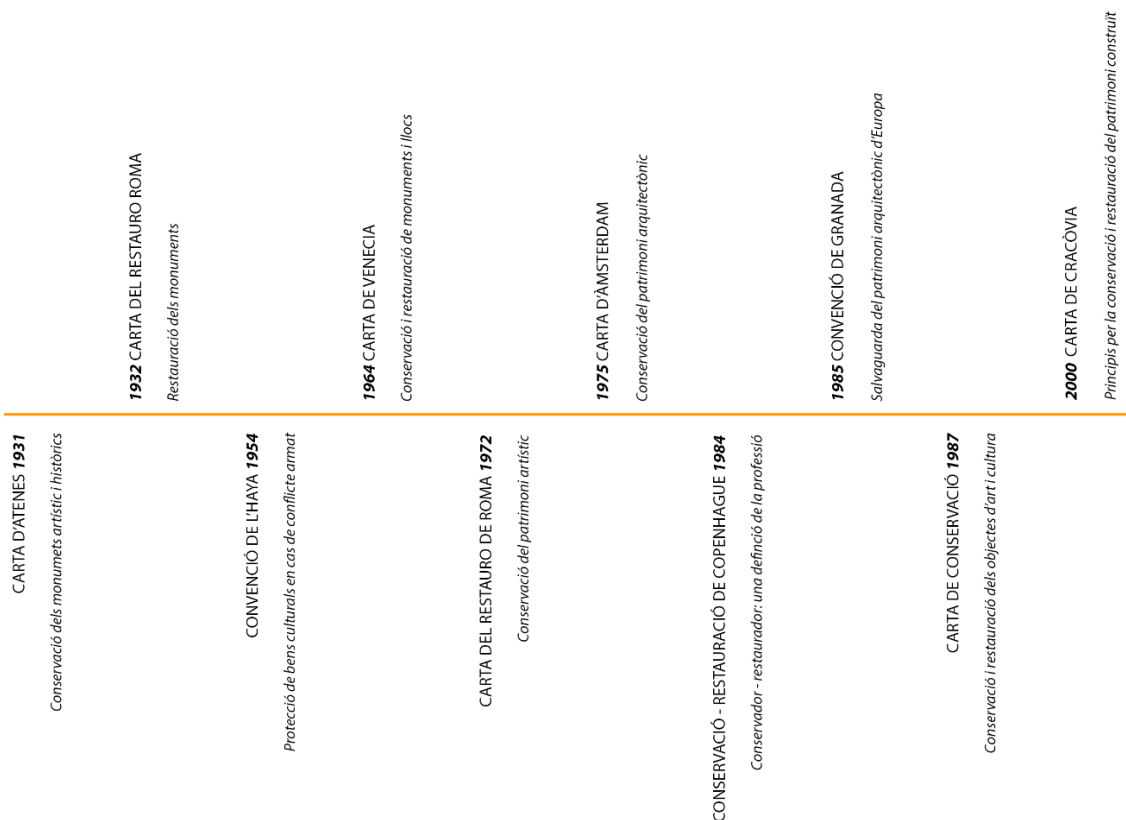 CARTA D'ATENES 1931
Conservació dels monumets artístic i històrics
1932 CARTA DEL RESTAURO ROMA
Restauració dels monuments
CONVENCIÓ DE L'HAYA 1954
Protecció de bens culturals en cas de conflicte armat
1964 CARTA DE VENECIA
Conservació i restauració de monuments i llocs
CARTA DEL RESTAURO DE ROMA 1972
Conservació del patrimoni artístic
1975 CARTA D'ÀMSTERDAM
Conservació del patrimoni arquitectònic
CONSERVACIÓ - RESTAURACIÓ DE COPENHAGUE 1984
Conservador - restaurador: una definció de la professió
1985 CONVENCIÓ DE GRANADA
Salvaguarda del patrimoni arquitectònic d'Europa
CARTA DE CONSERVACIÓ 1987
Conservació i restauració dels objectes d'art i cultura
2000 CARTA DE CRACÒVIA
Principis per la conservació i restauració del patrimoni construït